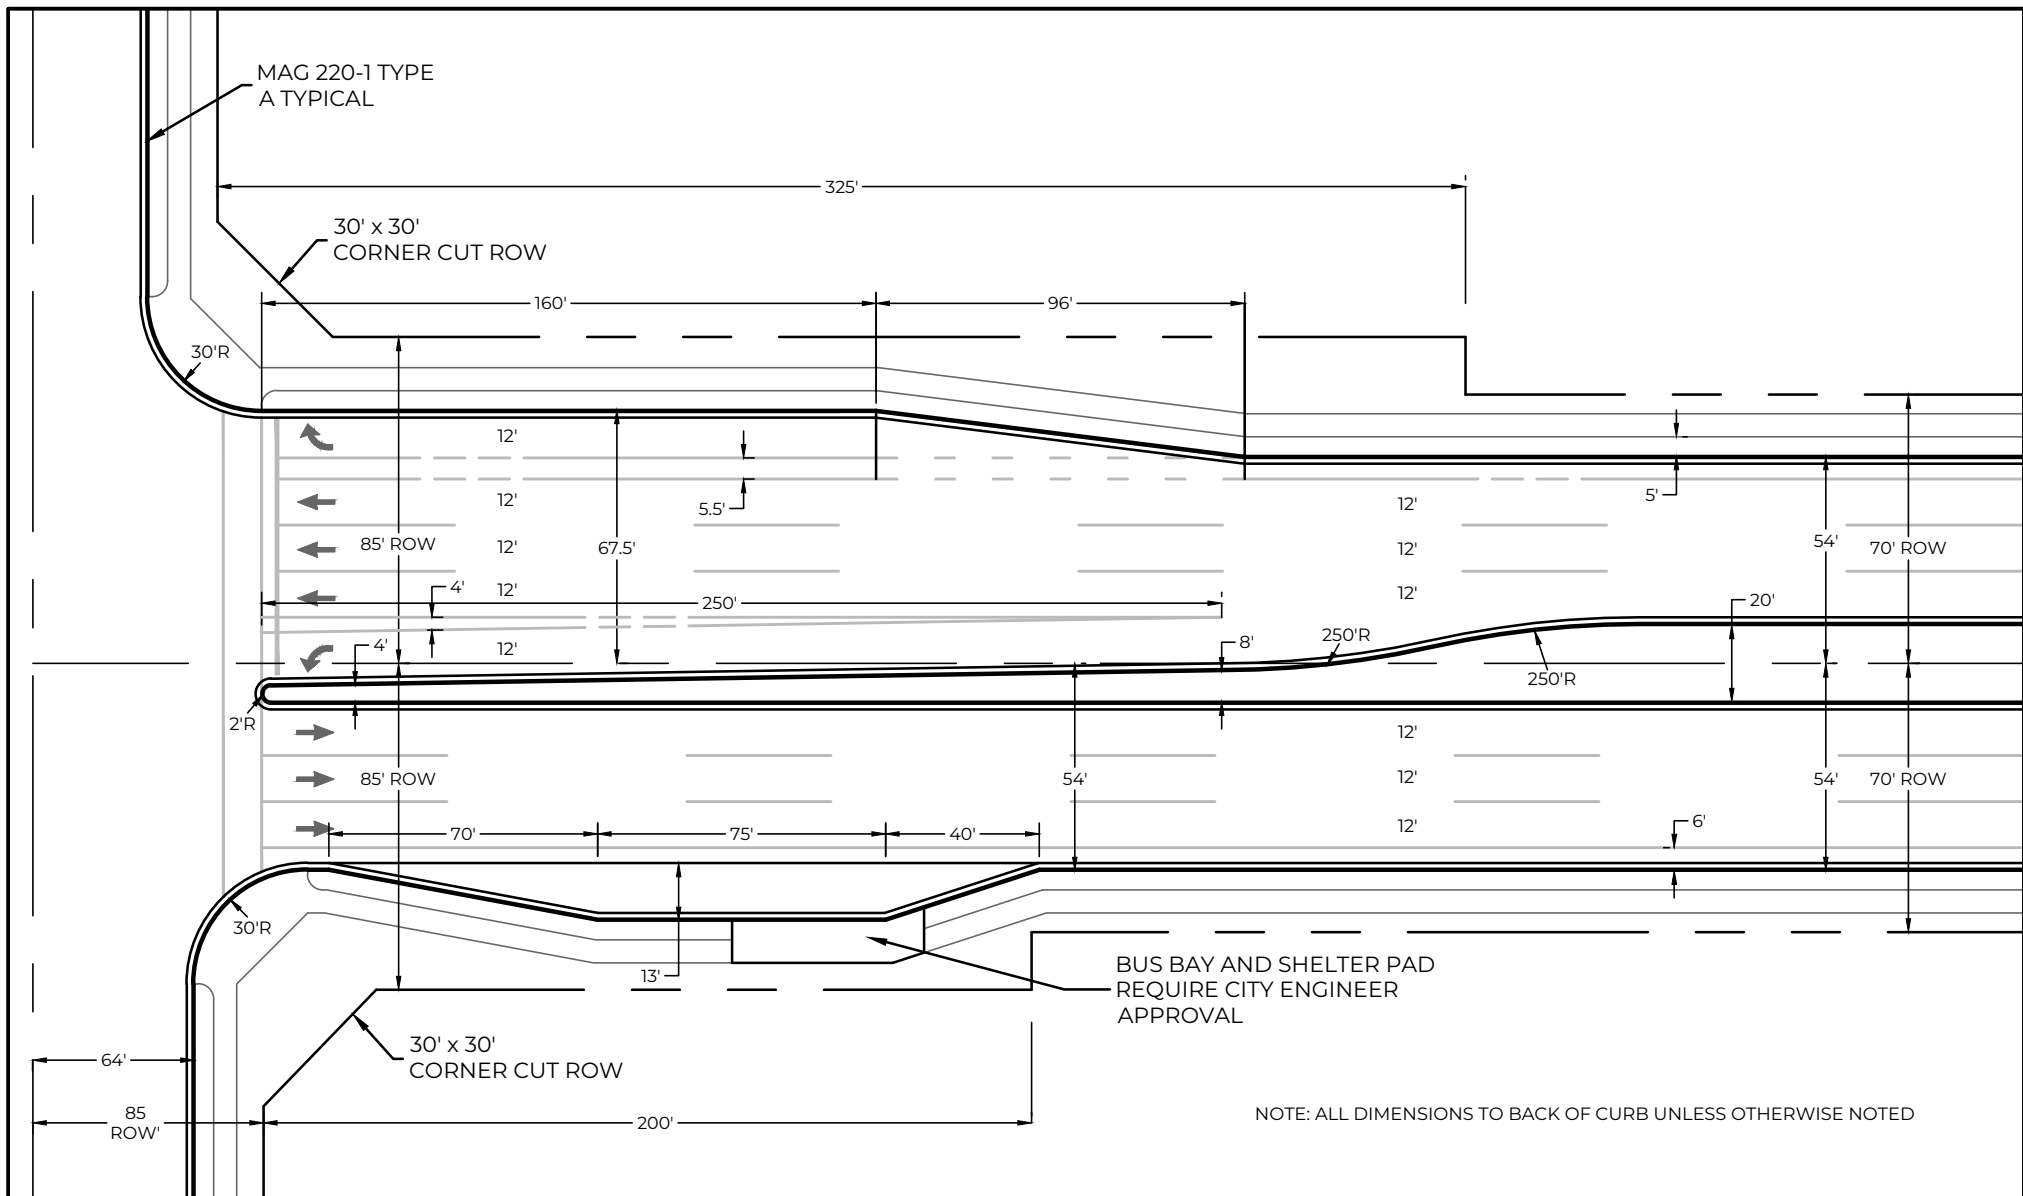 MAG 220-1 TYPE
A TYPICAL
325'
30' x 30'
CORNER CUT ROW
160'
96'
30'R
12'
12'
5.5'
12'
5'
85' ROW
12'
67.5'
12'
54'
70' ROW
4'
12'
250'
12'
20'
4'
12'
8'
250'R
250'R
2'R
12'
85' ROW
54'
12'
54'
70' ROW
70'
75'
40'
12'
6'
30'R
13'
BUS BAY AND SHELTER PAD
REQUIRE CITY ENGINEER
APPROVAL
30' x 30'
CORNER CUT ROW
64'
85
ROW'
200'
NOTE: ALL DIMENSIONS TO BACK OF CURB UNLESS OTHERWISE NOTED